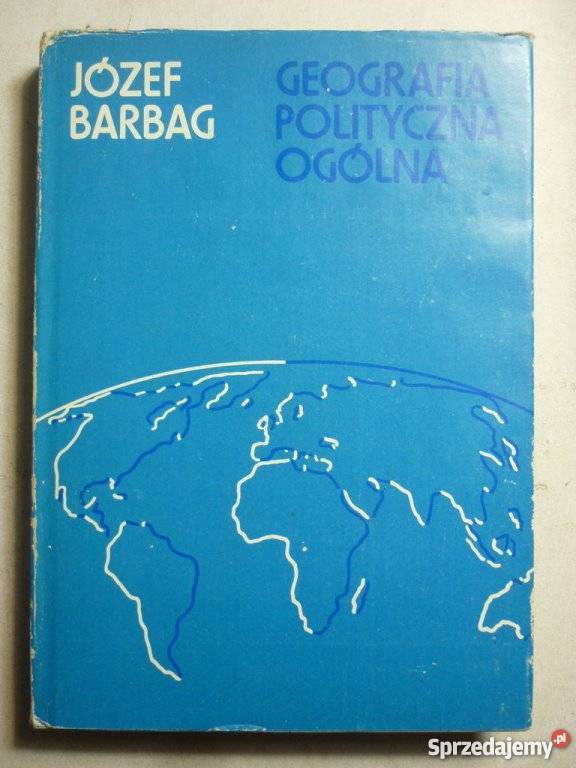 JÓZEF
BARBAG
GEOGRAFIA
POLITYCZNA
OGÓLNA
Sprzedajemy.pl